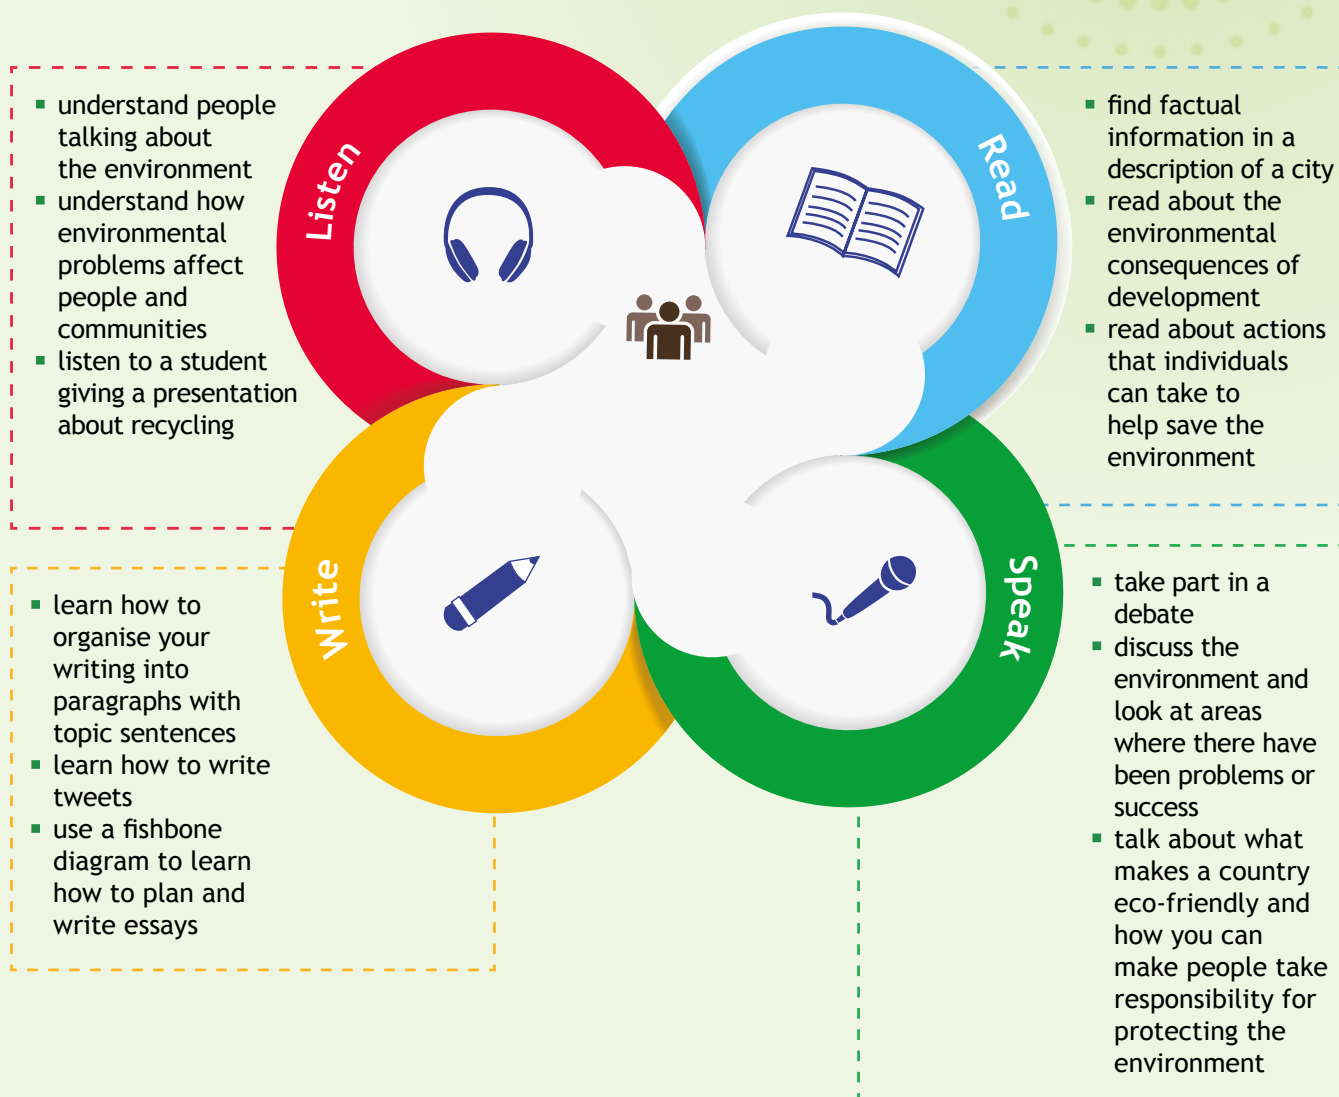 Listen
understand people
talking about
the environment
understand how
environmental
problems affect
people and
communities
listen to a student
giving a presentation
about recycling
Read
find factual
information in a
description of a city
read about the
environmental
consequences of
development
read about actions
that individuals
can take to
help save the
environment
Write
learn how to
organise your
writing into
paragraphs with
topic sentences
learn how to write
tweets
use a fishbone
diagram to learn
how to plan and
write essays
Speak
take part in a
debate
discuss the
environment and
look at areas
where there have
been problems or
success
talk about what
makes a country
eco-friendly and
how you can
make people take
responsibility for
protecting the
environment